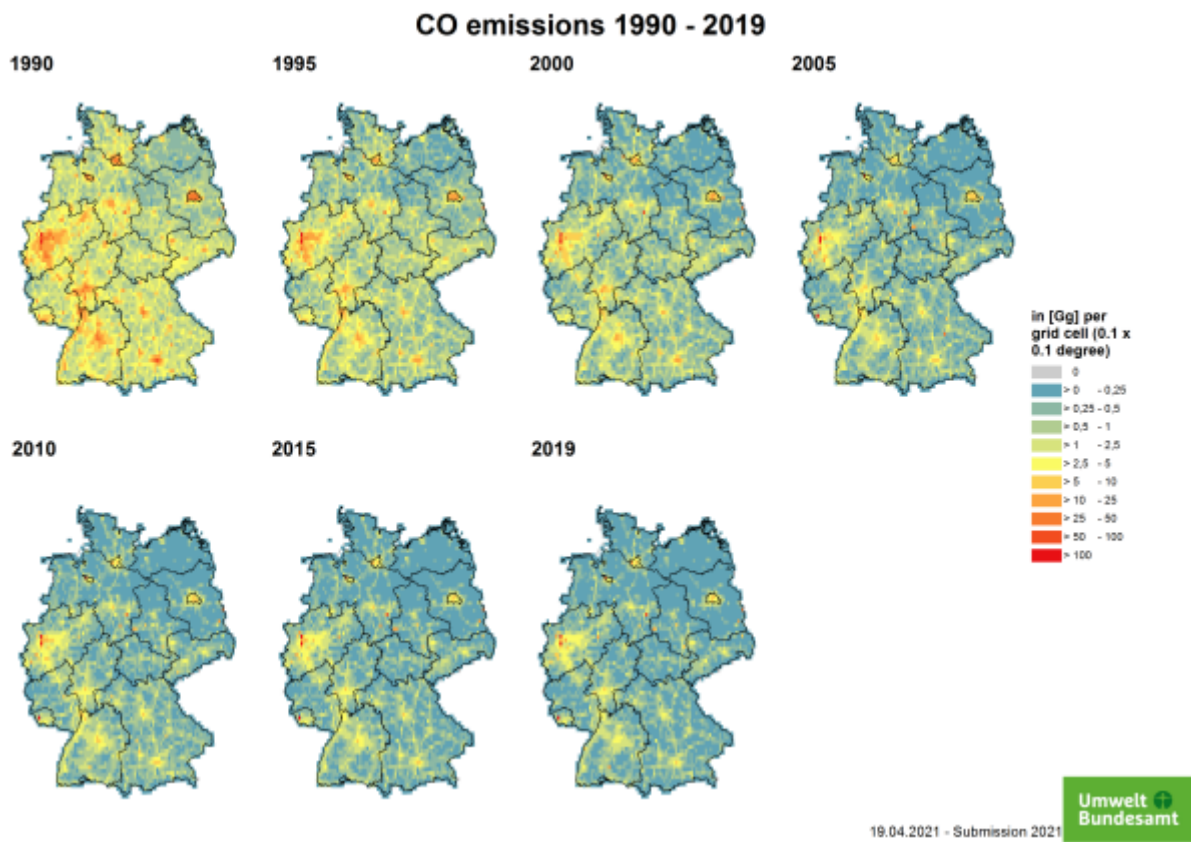 CO emissions 1990 - 2019
1990
1995
2000
2005
in [Gg] per
grid cell (0.1 x
0.1 degree)
0
> 0 - 0,25
> 0,25 - 0,5
> 0,5 - 1
> 1 - 2,5
> 2,5 - 5
> 5 - 10
> 10 - 25
> 25 - 50
> 50 - 100
> 100
2010
2015
2019
Umwelt
Bundesamt
19.04.2021 - Submission 2021